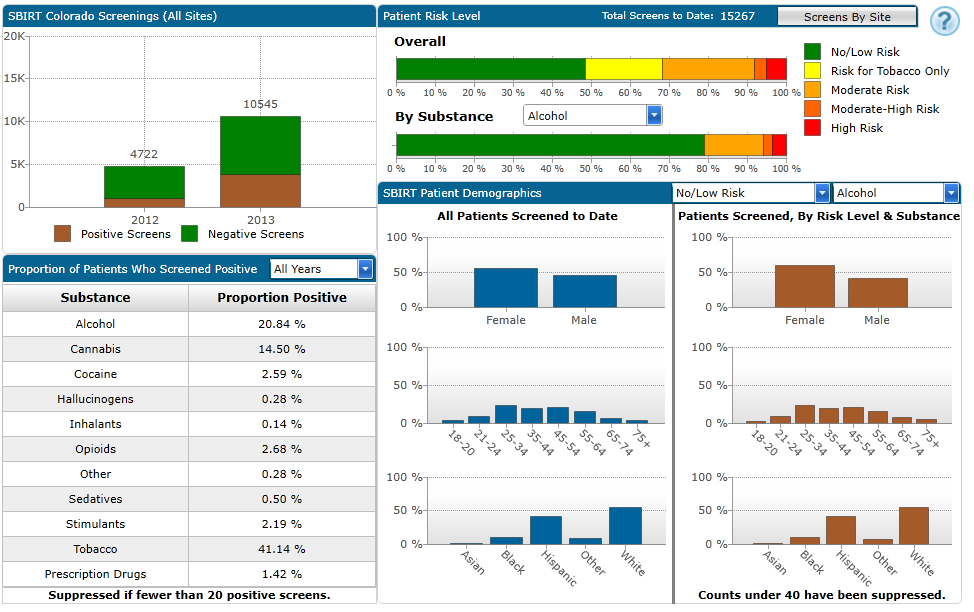 SBIRT Colorado Screenings (All Sites)
20K
15K
10K
5K
0
4722
10545
2012
2013
Positive Screens
Negative Screens
Patient Risk Level
Total Screens to Date: 15267
Screens By Site
?
Overall
0 % 10 % 20 % 30 % 40 % 50 % 60 % 70 % 80 % 90 % 100 %
By Substance
Alcohol
0 % 10 % 20 % 30 % 40 % 50 % 60 % 70 % 80 % 90 % 100 %
No/Low Risk
Risk for Tobacco Only
Moderate Risk
Moderate-High Risk
High Risk
Proportion of Patients Who Screened Positive
All Years
Substance Proportion Positive
Alcohol 20.84 %
Cannabis 14.50 %
Cocaine 2.59 %
Hallucinogens 0.28 %
Inhalants 0.14 %
Opioids 2.68 %
Other 0.28 %
Sedatives 0.50 %
Stimulants 2.19 %
Tobacco 41.14 %
Prescription Drugs 1.42 %
Suppressed if fewer than 20 positive screens.
SBIRT Patient Demographics
No/Low Risk
Alcohol
All Patients Screened to Date
100 %
50 %
0 %
Female Male
100 %
50 %
0 %
18-20 21-24 25-34 35-44 45-54 55-64 65-74 75+
100 %
50 %
0 %
Asian Black Hispanic Other White
Patients Screened, By Risk Level & Substance
100 %
50 %
0 %
Female Male
100 %
50 %
0 %
18-20 21-24 25-34 35-44 45-54 55-64 65-74 75+
100 %
50 %
0 %
Asian Black Hispanic Other White
Counts under 40 have been suppressed.